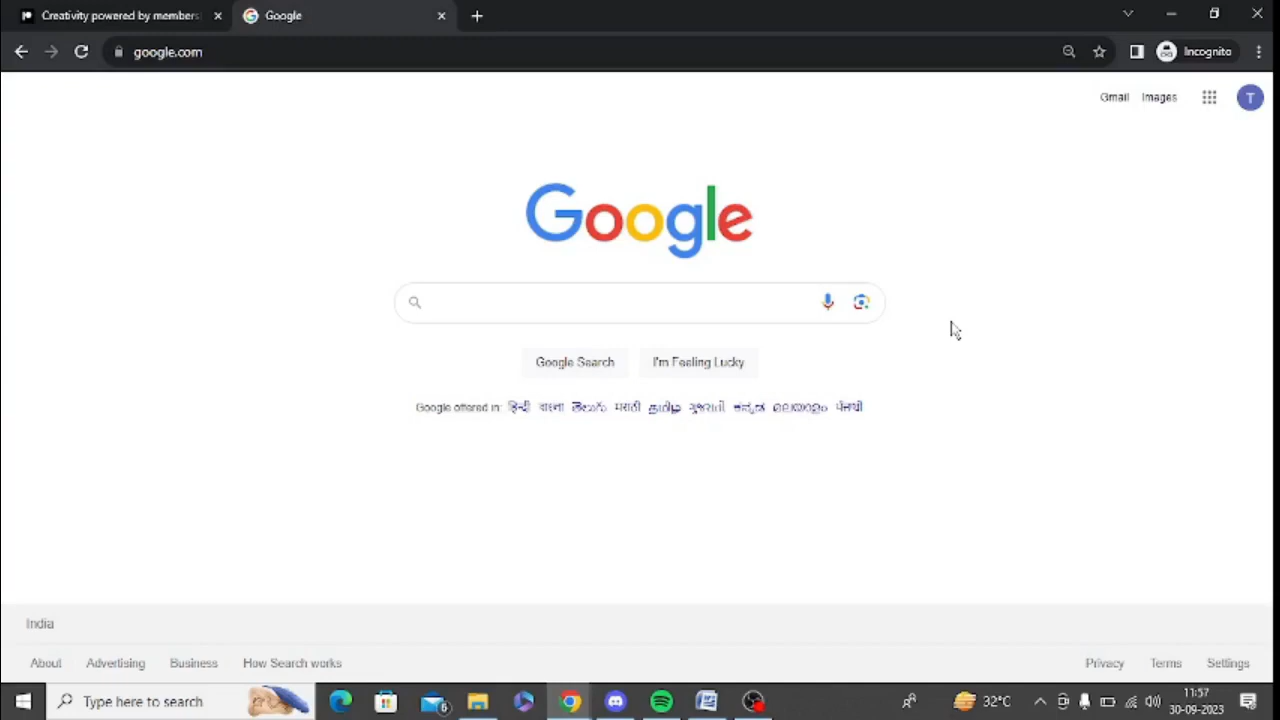 Creativity powered by members
Google
google.com
Incognito
Gmail Images
T
Google
Google Search I'm Feeling Lucky
Google offered in: हिन्दी বাংলা తెలుగు मराठी தமிழ் ગુજરાતી ಕನ್ನಡ മലയാളം ਪੰਜਾਬੀ
India
About Advertising Business How Search works Privacy Terms Settings
Type here to search 6 32°C 11:57
30-09-2023